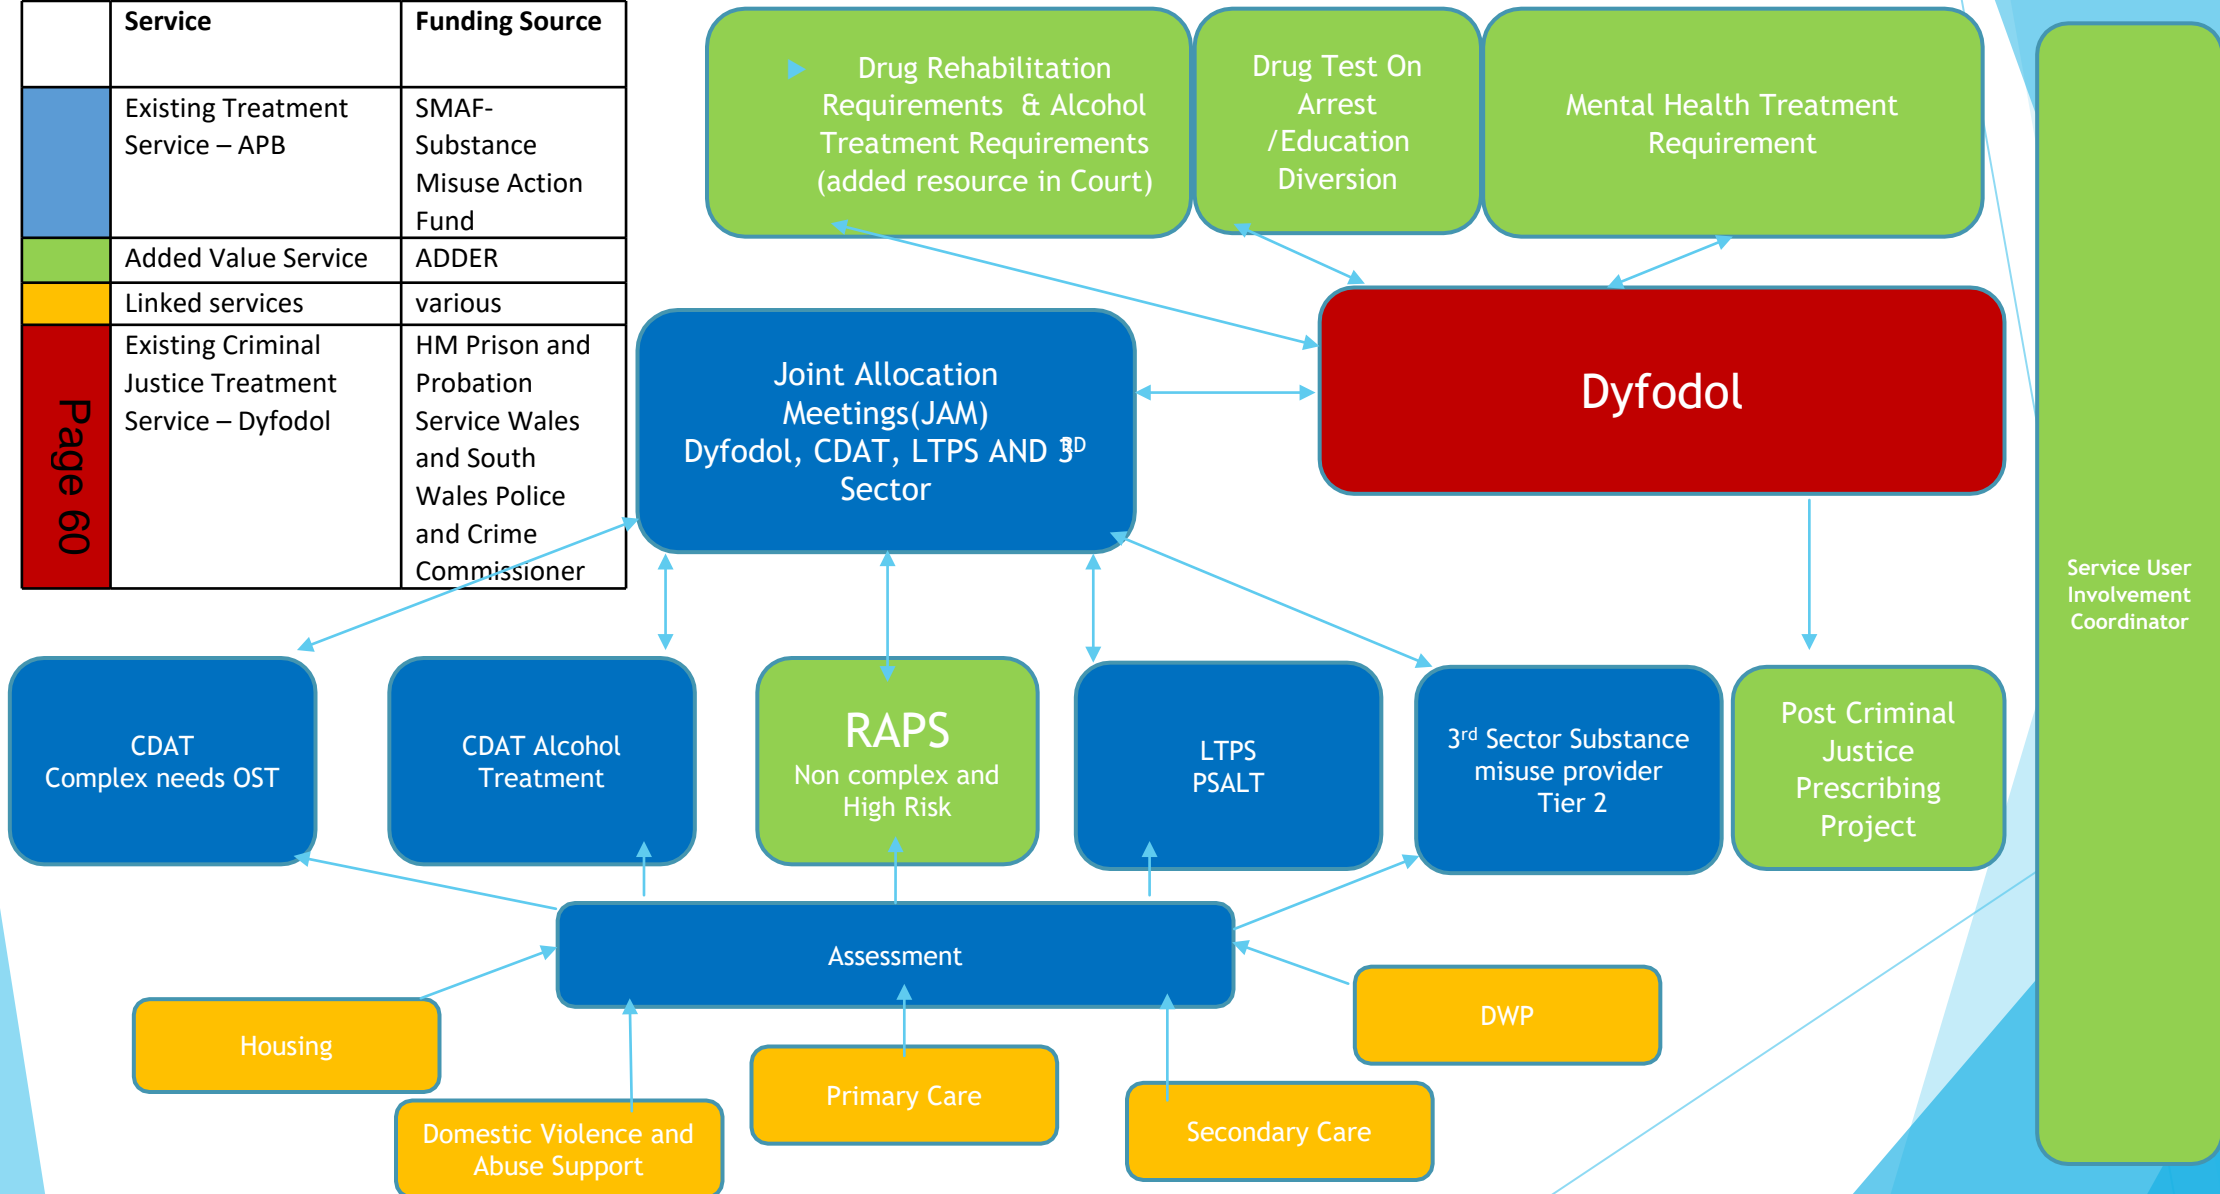 Service
Funding Source
Existing Treatment
Service – APB
SMAF-
Substance
Misuse Action
Fund
Added Value Service
ADDER
Linked services
various
Existing Criminal
Justice Treatment
Service – Dyfodol
HM Prison and
Probation
Service Wales
and South
Wales Police
and Crime
Commissioner
Page 60
Drug Rehabilitation
Requirements & Alcohol
Treatment Requirements
(added resource in Court)
Drug Test On
Arrest
/Education
Diversion
Mental Health Treatment
Requirement
Joint Allocation
Meetings(JAM)
Dyfodol, CDAT, LTPS AND 3RD
Sector
Dyfodol
Service User
Involvement
Coordinator
CDAT
Complex needs OST
CDAT Alcohol
Treatment
RAPS
Non complex and
High Risk
LTPS
PSALT
3rd Sector Substance
misuse provider
Tier 2
Post Criminal
Justice
Prescribing
Project
Assessment
Housing
Domestic Violence and
Abuse Support
Primary Care
Secondary Care
DWP